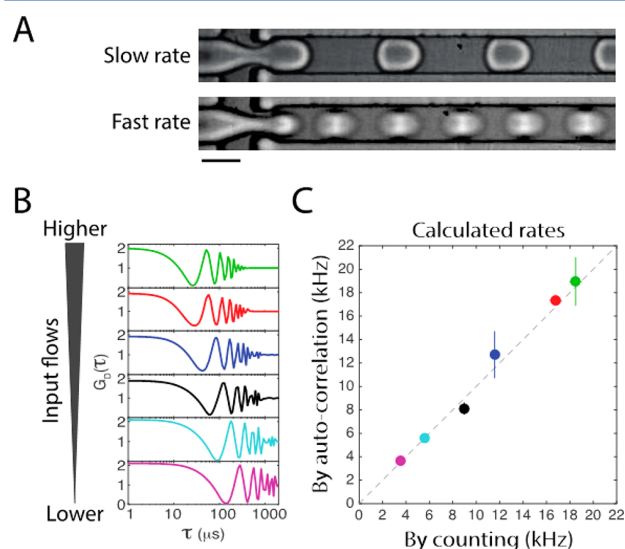 A
Slow rate
Fast rate
B
Higher
Input flows
Lower
G_D(τ)
2
1
2
1
2
1
2
1
2
1
2
1
0
1 10 100 1000
τ (μs)
C
Calculated rates
By auto-correlation (kHz)
22
20
18
16
14
12
10
8
6
4
2
0
0 2 4 6 8 10 12 14 16 18 20 22
By counting (kHz)